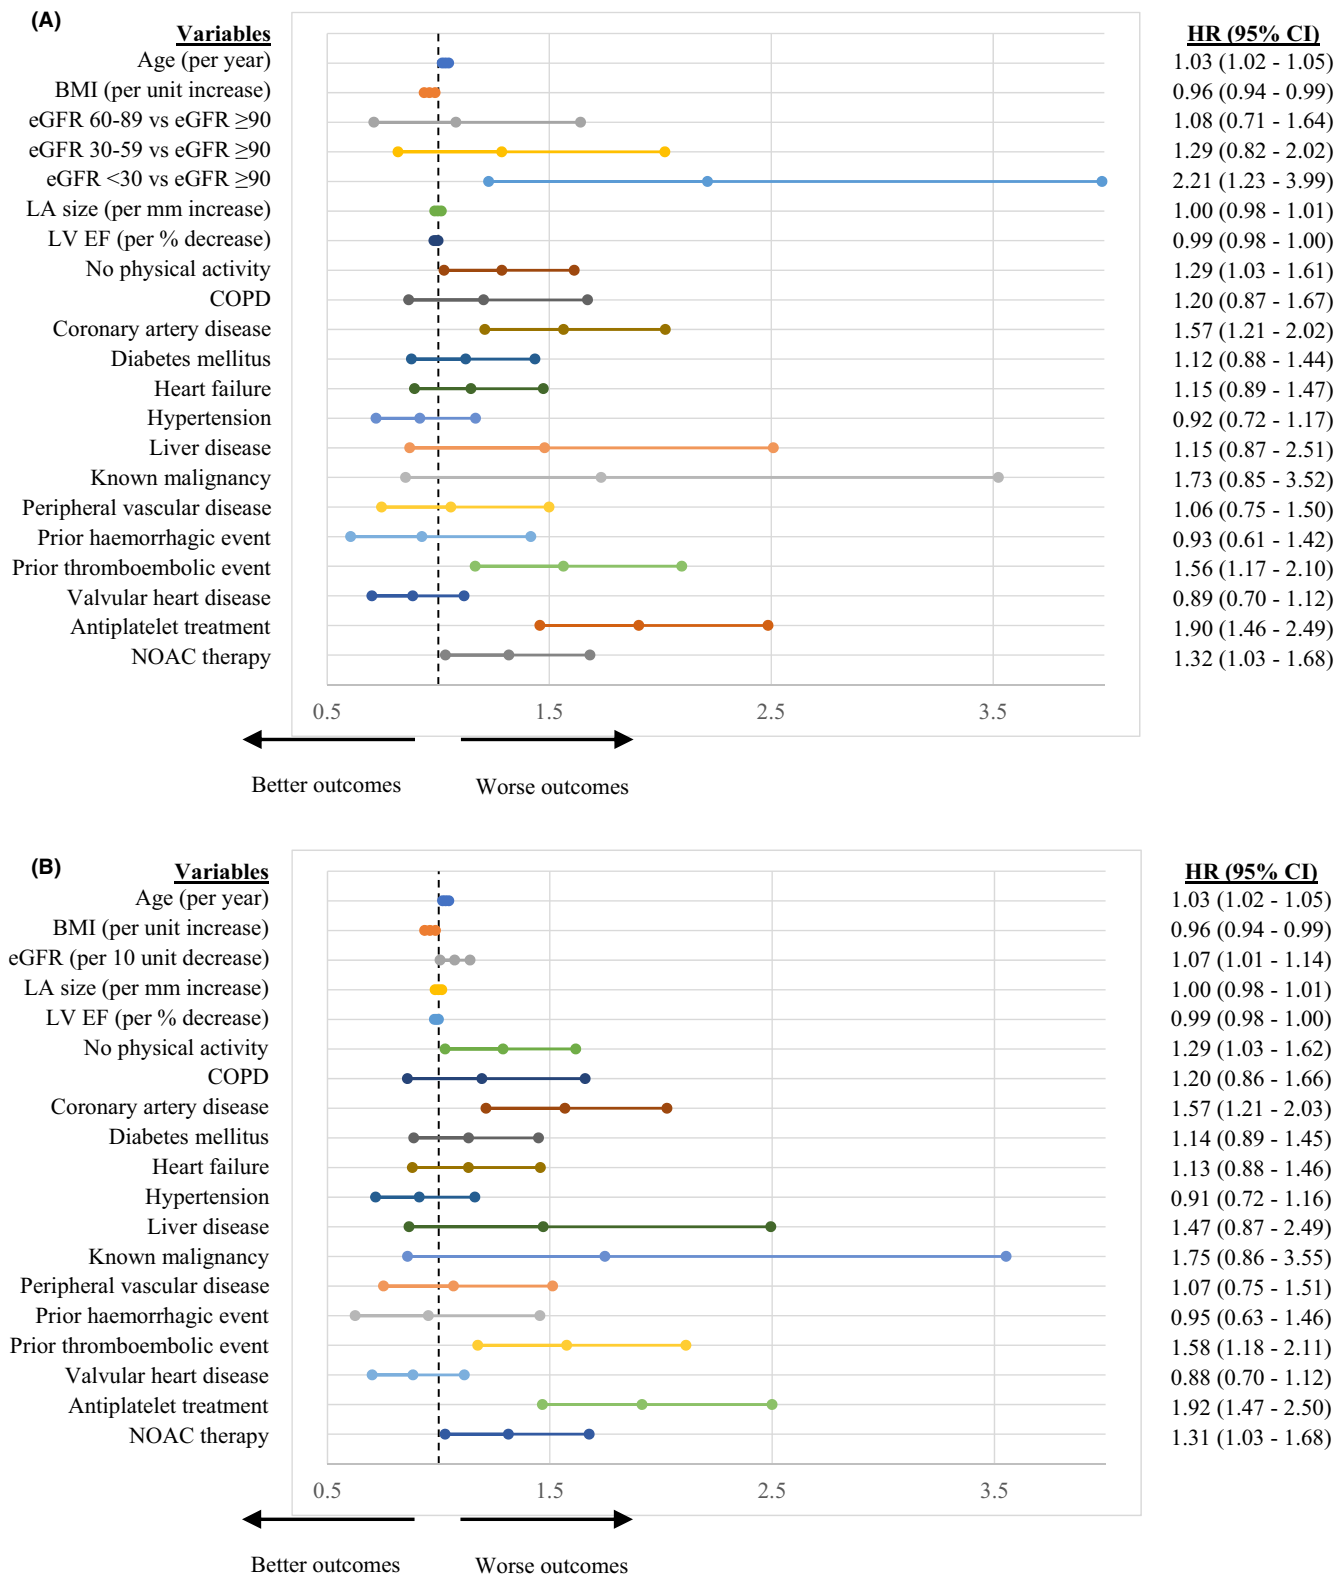 (A)
Variables HR (95% CI)
Age (per year) 1.03 (1.02 - 1.05)
BMI (per unit increase) 0.96 (0.94 - 0.99)
eGFR 60-89 vs eGFR ≥90 1.08 (0.71 - 1.64)
eGFR 30-59 vs eGFR ≥90 1.29 (0.82 - 2.02)
eGFR <30 vs eGFR ≥90 2.21 (1.23 - 3.99)
LA size (per mm increase) 1.00 (0.98 - 1.01)
LV EF (per % decrease) 0.99 (0.98 - 1.00)
No physical activity 1.29 (1.03 - 1.61)
COPD 1.20 (0.87 - 1.67)
Coronary artery disease 1.57 (1.21 - 2.02)
Diabetes mellitus 1.12 (0.88 - 1.44)
Heart failure 1.15 (0.89 - 1.47)
Hypertension 0.92 (0.72 - 1.17)
Liver disease 1.15 (0.87 - 2.51)
Known malignancy 1.73 (0.85 - 3.52)
Peripheral vascular disease 1.06 (0.75 - 1.50)
Prior haemorrhagic event 0.93 (0.61 - 1.42)
Prior thromboembolic event 1.56 (1.17 - 2.10)
Valvular heart disease 0.89 (0.70 - 1.12)
Antiplatelet treatment 1.90 (1.46 - 2.49)
NOAC therapy 1.32 (1.03 - 1.68)
0.5 1.5 2.5 3.5
Better outcomes Worse outcomes
(B)
Variables HR (95% CI)
Age (per year) 1.03 (1.02 - 1.05)
BMI (per unit increase) 0.96 (0.94 - 0.99)
eGFR (per 10 unit decrease) 1.07 (1.01 - 1.14)
LA size (per mm increase) 1.00 (0.98 - 1.01)
LV EF (per % decrease) 0.99 (0.98 - 1.00)
No physical activity 1.29 (1.03 - 1.62)
COPD 1.20 (0.86 - 1.66)
Coronary artery disease 1.57 (1.21 - 2.03)
Diabetes mellitus 1.14 (0.89 - 1.45)
Heart failure 1.13 (0.88 - 1.46)
Hypertension 0.91 (0.72 - 1.16)
Liver disease 1.47 (0.87 - 2.49)
Known malignancy 1.75 (0.86 - 3.55)
Peripheral vascular disease 1.07 (0.75 - 1.51)
Prior haemorrhagic event 0.95 (0.63 - 1.46)
Prior thromboembolic event 1.58 (1.18 - 2.11)
Valvular heart disease 0.88 (0.70 - 1.12)
Antiplatelet treatment 1.92 (1.47 - 2.50)
NOAC therapy 1.31 (1.03 - 1.68)
0.5 1.5 2.5 3.5
Better outcomes Worse outcomes